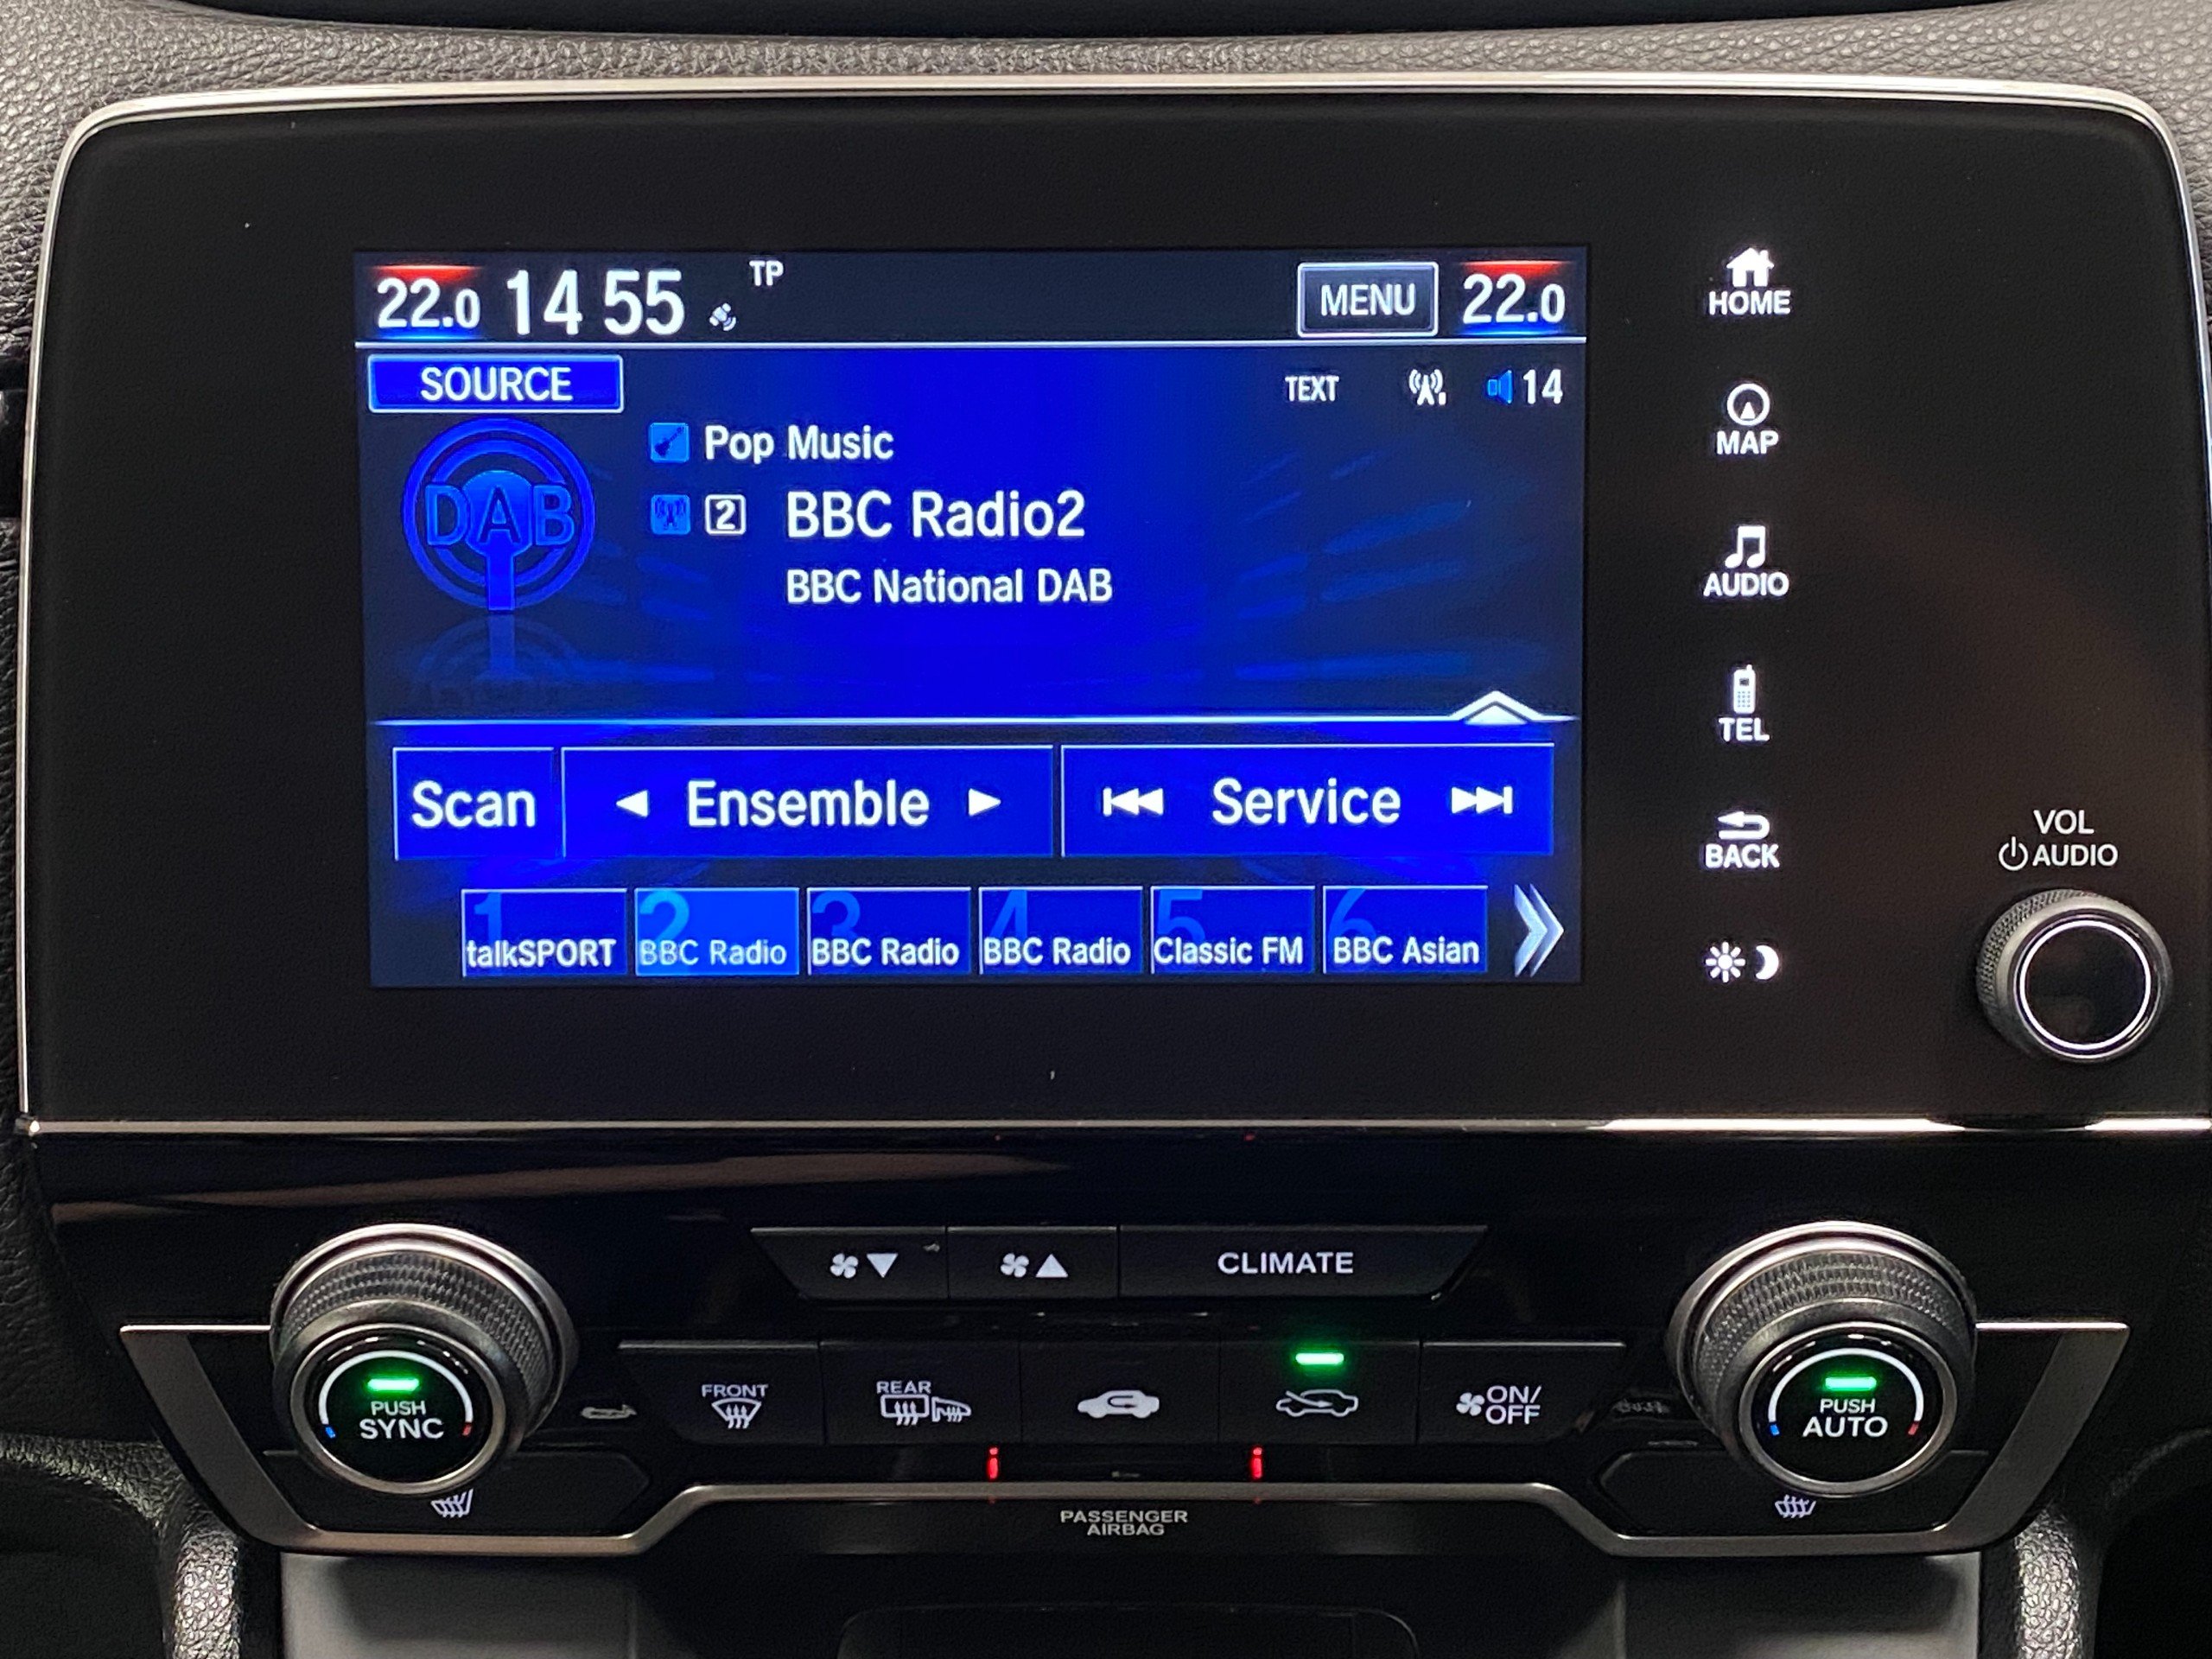 22.0 14 55 TP MENU 22.0
SOURCE TEXT 14
DAB
Pop Music
2 BBC Radio2
BBC National DAB
Scan Ensemble Service
1 2 3 4 5 6
talkSPORT BBC Radio BBC Radio BBC Radio Classic FM BBC Asian
HOME
MAP
AUDIO
TEL
BACK
VOL
AUDIO
CLIMATE
PUSH
SYNC
FRONT
REAR
ON/
OFF
PUSH
AUTO
PASSENGER
AIRBAG